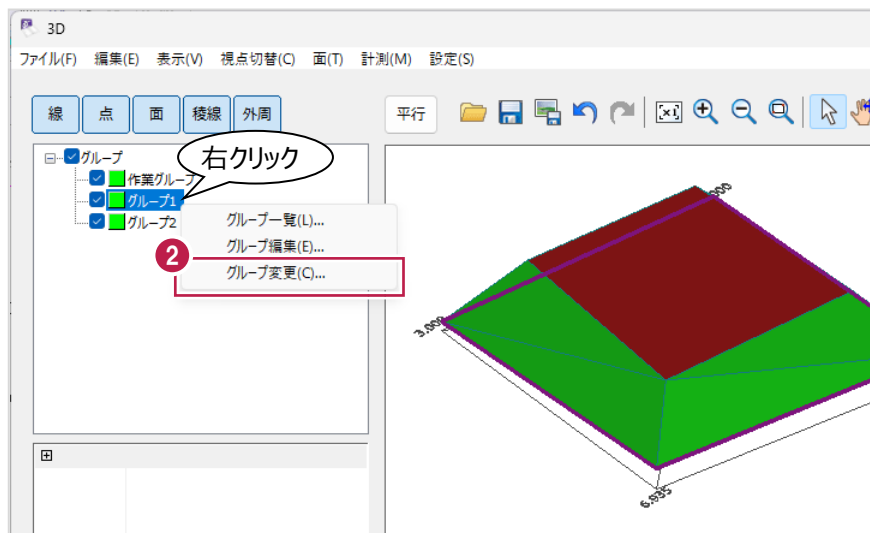 3D
ファイル(F) 編集(E) 表示(V) 視点切替(C) 面(T) 計測(M) 設定(S)
線 点 面 稜線 外周 平行
グループ
右クリック
作業グループ
グループ1
グループ2
グループ一覧(L)...
グループ編集(E)...
2
グループ変更(C)...
3.000
6.935